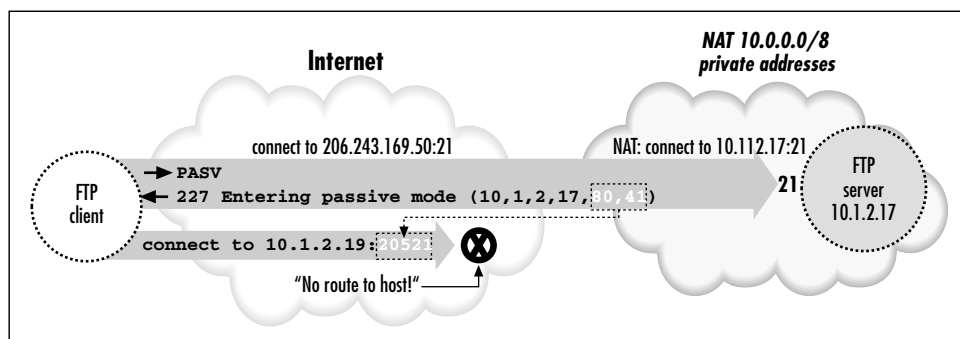 NAT 10.0.0.0/8
private addresses
Internet
connect to 206.243.169.50:21
NAT: connect to 10.112.17:21
PASV
227 Entering passive mode (10,1,2,17,80,41)
21
FTP
client
FTP
server
10.1.2.17
connect to 10.1.2.19:20521
"No route to host!"